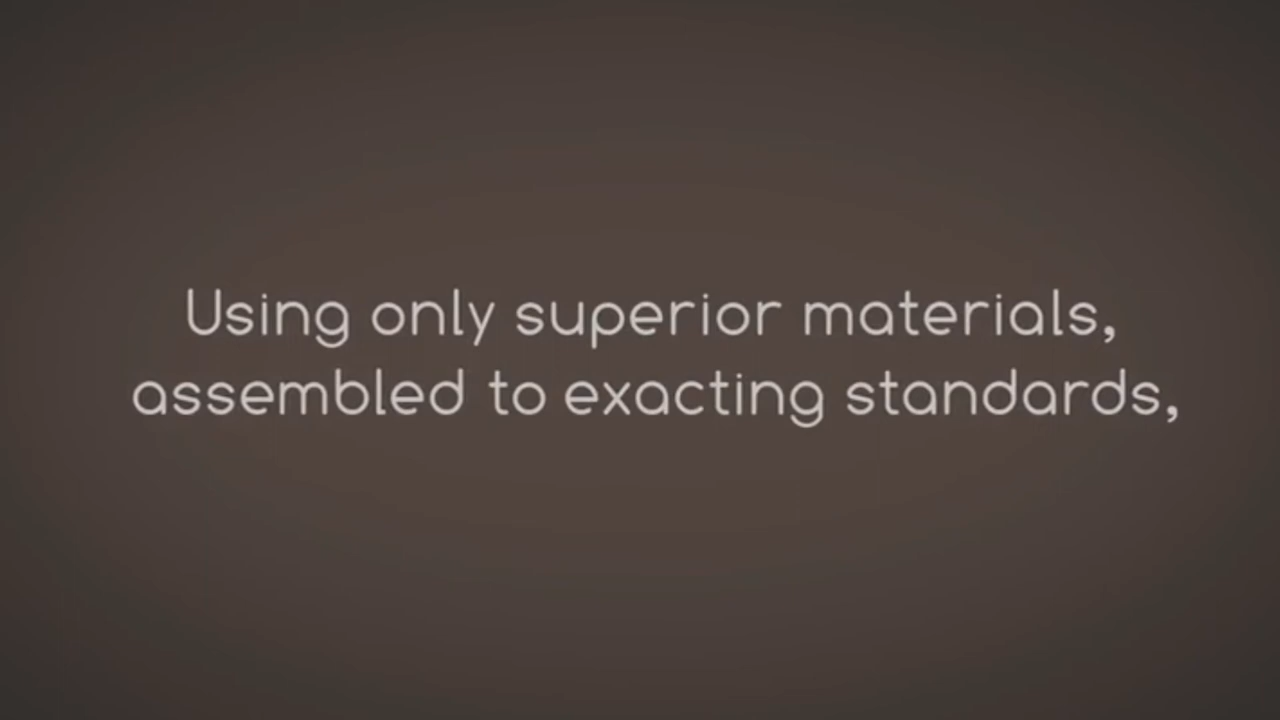 Using only superior materials,
assembled to exacting standards,